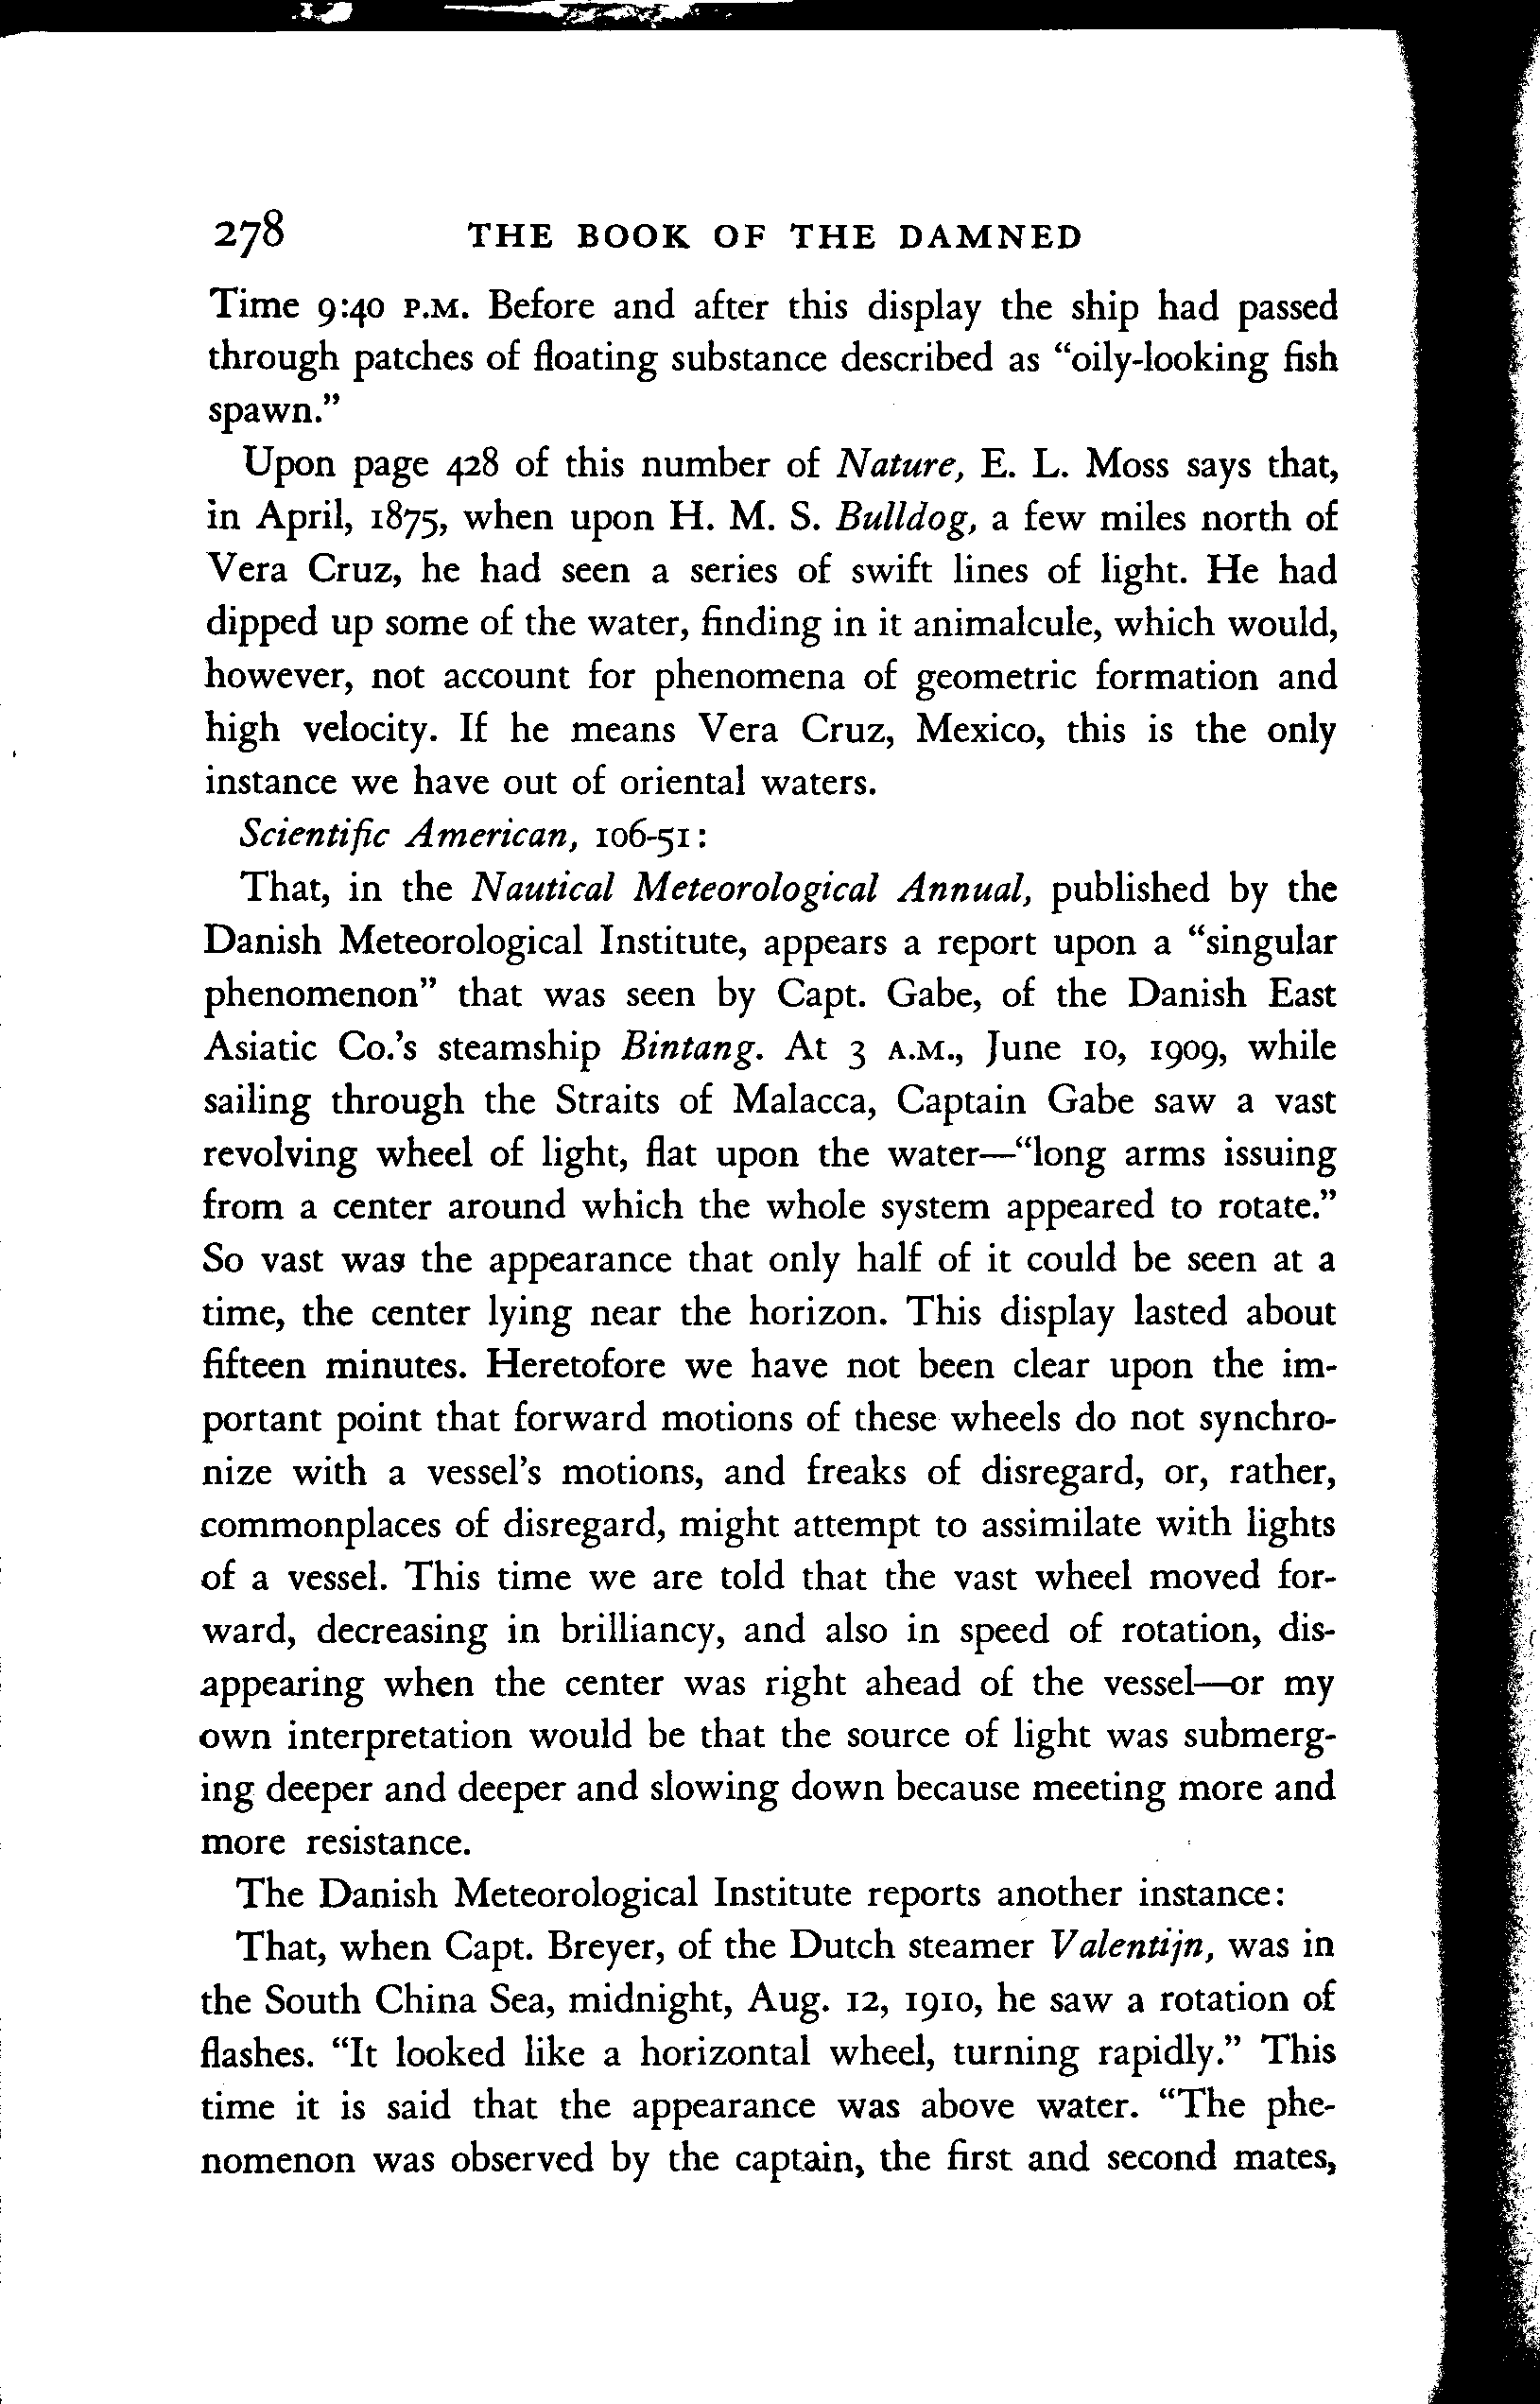 278 THE BOOK OF THE DAMNED
Time 9:40 P.M. Before and after this display the ship had passed
through patches of floating substance described as “oily-looking fish
spawn.”
Upon page 428 of this number of Nature, E. L. Moss says that,
in April, 1875, when upon H. M. S. Bulldog, a few miles north of
Vera Cruz, he had seen a series of swift lines of light. He had
dipped up some of the water, finding in it animalcule, which would,
however, not account for phenomena of geometric formation and
high velocity. If he means Vera Cruz, Mexico, this is the only
instance we have out of oriental waters.
Scientific American, 106-51:
That, in the Nautical Meteorological Annual, published by the
Danish Meteorological Institute, appears a report upon a “singular
phenomenon” that was seen by Capt. Gabe, of the Danish East
Asiatic Co.’s steamship Bintang. At 3 A.M., June 10, 1909, while
sailing through the Straits of Malacca, Captain Gabe saw a vast
revolving wheel of light, flat upon the water—“long arms issuing
from a center around which the whole system appeared to rotate.”
So vast was the appearance that only half of it could be seen at a
time, the center lying near the horizon. This display lasted about
fifteen minutes. Heretofore we have not been clear upon the im-
portant point that forward motions of these wheels do not synchro-
nize with a vessel’s motions, and freaks of disregard, or, rather,
commonplaces of disregard, might attempt to assimilate with lights
of a vessel. This time we are told that the vast wheel moved for-
ward, decreasing in brilliancy, and also in speed of rotation, dis-
appearing when the center was right ahead of the vessel—or my
own interpretation would be that the source of light was submerg-
ing deeper and deeper and slowing down because meeting more and
more resistance.
The Danish Meteorological Institute reports another instance:
That, when Capt. Breyer, of the Dutch steamer Valentijn, was in
the South China Sea, midnight, Aug. 12, 1910, he saw a rotation of
flashes. “It looked like a horizontal wheel, turning rapidly.” This
time it is said that the appearance was above water. “The phe-
nomenon was observed by the captain, the first and second mates,